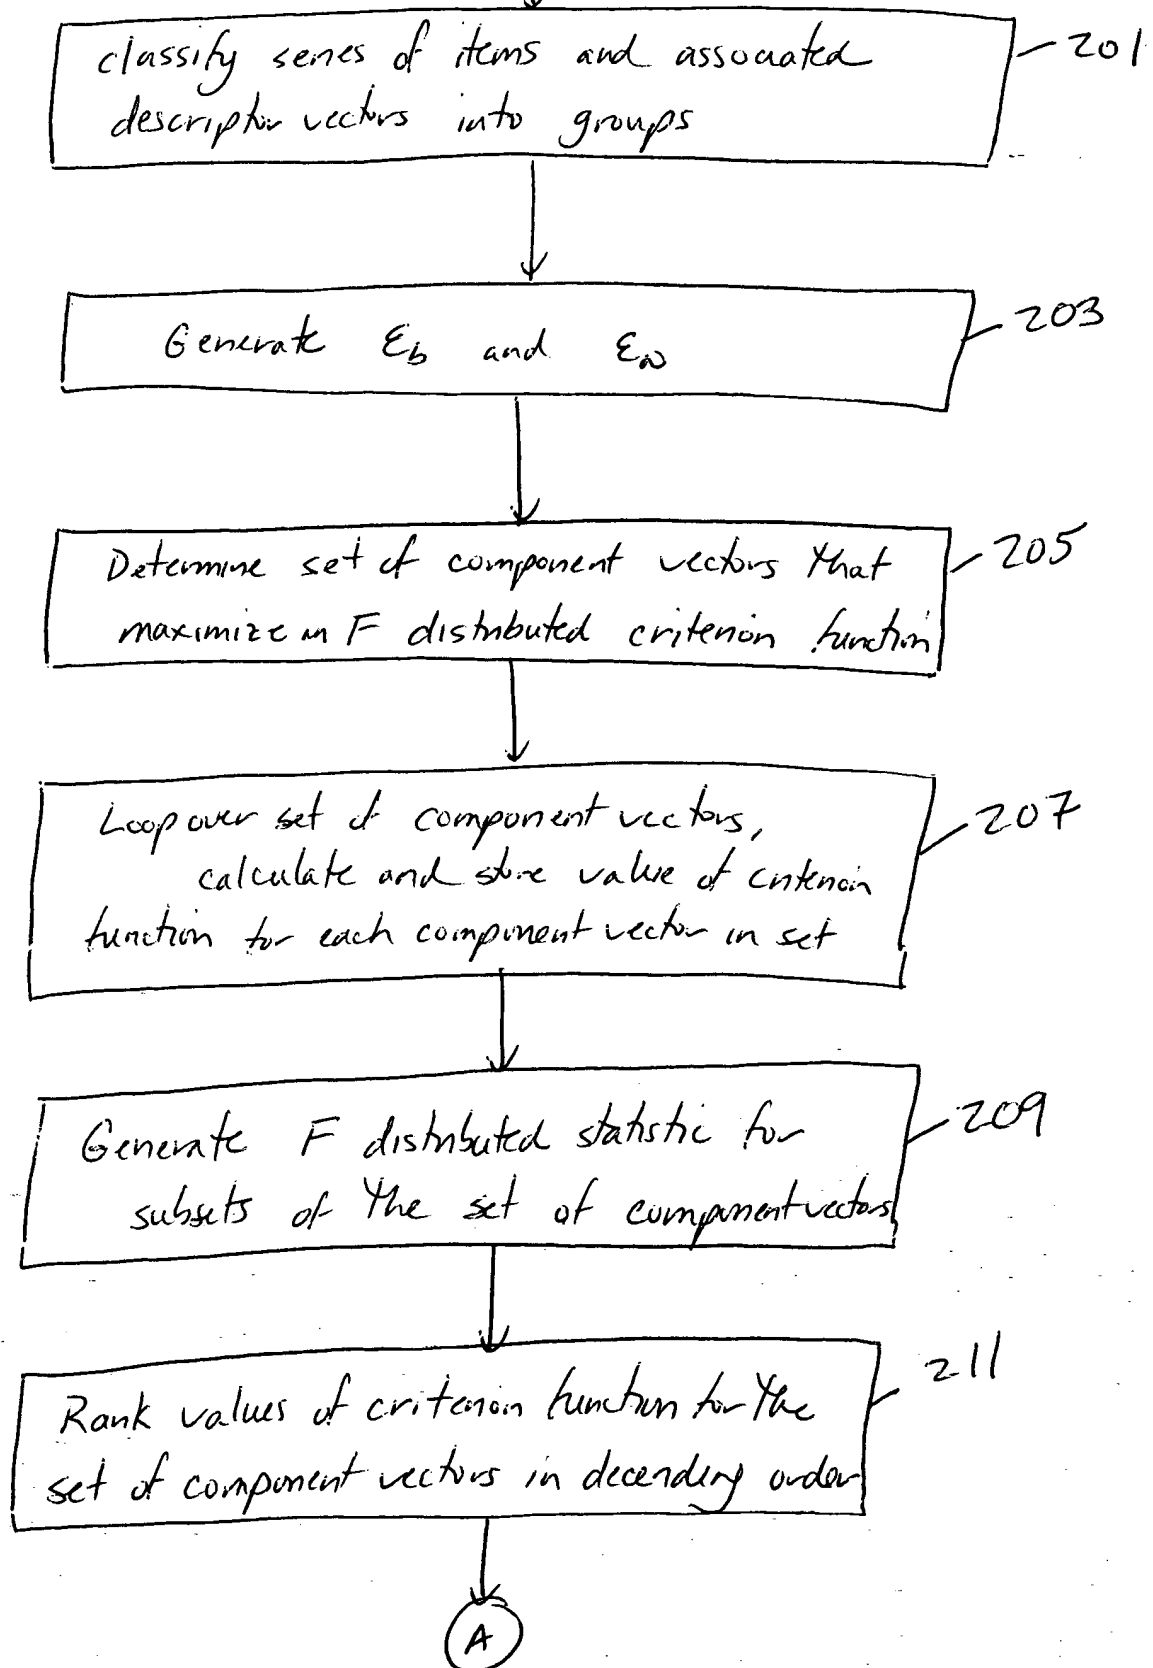 classify series of items and associated
201
descriptor vectors into groups
Generate Ɛb and Ɛw
203
Determine set of component vectors that
205
maximize an F distributed criterion function
Loop over set of component vectors,
207
calculate and store value of criterion
function for each component vector in set
Generate F distributed statistic for
209
subsets of the set of component vectors
Rank values of criterion function for the
211
set of component vectors in decending order
A